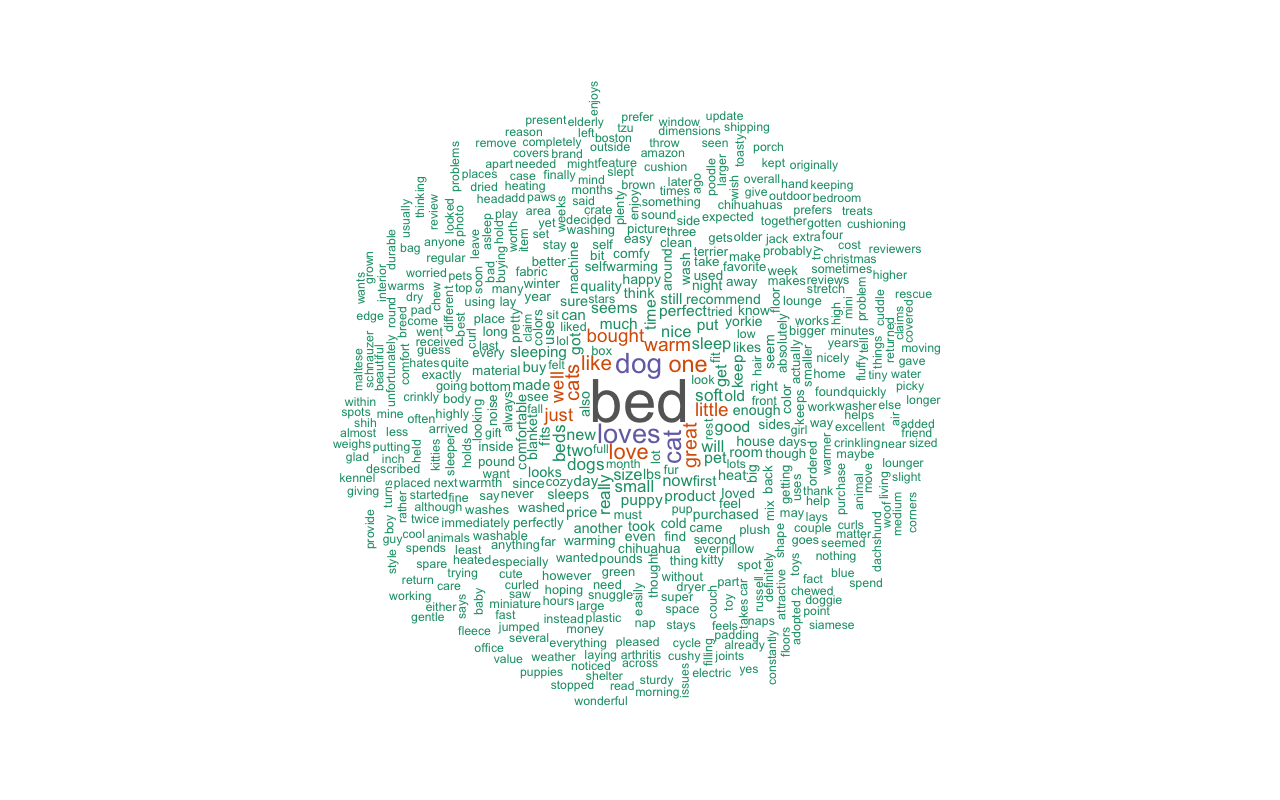 enjoys
present elderly prefer window update
reason left tzu dimensions shipping
remove completely boston outside throw seen toasty porch
problems covers brand amazon kept originally
apart needed might feature cushion poodle larger
places case finally slept later ago wish overall hand keeping
thinking dried heating mind brown times give outdoor bedroom
usually review head add paws months said plenty enjoy something chihuahuas prefers treats
looked photo play area weeks crate sound side expected together gotten cushioning
durable leave asleep hold worth yet decided picture three
bag anyone buying item set washing easy clean gets older jack extra four
wants grown interior regular bad stay self comfy around wash terrier make probably try cost reviewers
better machine bit selfwarming happy take favorite week christmas
worried pets soon fabric quality night used away makes reviews sometimes higher
warms chew different top many winter think floor stretch problem
edge dry round pad using lay year sure stars still recommend lounge high mini cuddle rescue
come breed best place pretty claim colors use sit can seems time perfect tried know works claims covered
went curl long liked much put yorkie bigger minutes
schnauzer beautiful unfortunately comfort received last got bought nice low absolutely years fluffy tell things returned moving
guess every sleeping lol box warm sleep likes hair seem actually smaller nicely gave
hates quite material buy felt like dog one fit get keep home tiny water
exactly well cats look right found quickly picky
within going bottom made bed soft old color
crinkly body see also front work washer else longer
spots mine often highly looking noise always fall just little enough helps air
shih arrived gift comfortable blanket fits loves rest good sides girl way excellent added
almost less kitties sleeper holds beds new cat great house days crinkling near friend sized
weighs putting held inside two full love lot will room though warmer maybe
glad inch pound dogs month pet lots ordered lounger
described want looks size lbs fur heat big back getting uses purchase animal move living slight
kennel turns placed next warmth since cozy day really now first mix thank
giving rather started fine say never sleeps small loved help woof medium corners
although washes washed puppy product feel may lays curls
provide boy twice immediately perfectly price must pup purchased plush couple matter
guy cool animals washable another took cold came shape goes seemed dachshund
style spends least anything far warming even find second nothing
spare heated especially chihuahua ever pillow toys
return trying cute wanted pounds thing kitty spot definitely fact blue spend
care curled however green thought without part attractive chewed
working either says baby saw hoping need dryer russell doggie
gentle miniature hours snuggle easily super couch toy takes car adopted point
fast large space siamese
fleece jumped instead plastic nap stays feels naps floors
several money padding
office everything pleased cycle filling already constantly
value weather laying arthritis cushy joints
puppies noticed across issues electric yes
shelter sturdy
stopped read morning
wonderful